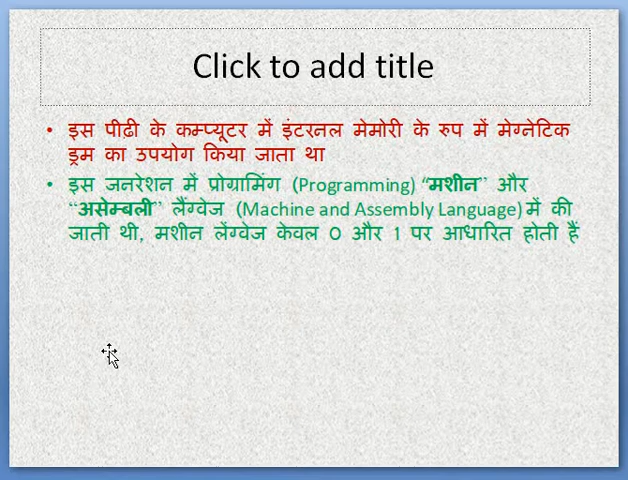 Click to add title
• इस पीढी के कम्प्यूटर में इंटरनल मेमोरी के रुप में मेग्नेटिक
ड्रम का उपयोग किया जाता था
• इस जनरेशन में प्रोग्रामिंग (Programming) “मशीन” और
“असेम्बली” लैंग्वेज (Machine and Assembly Language) में की
जाती थी, मशीन लेंग्वेज केवल 0 और 1 पर आधारित होती हैं